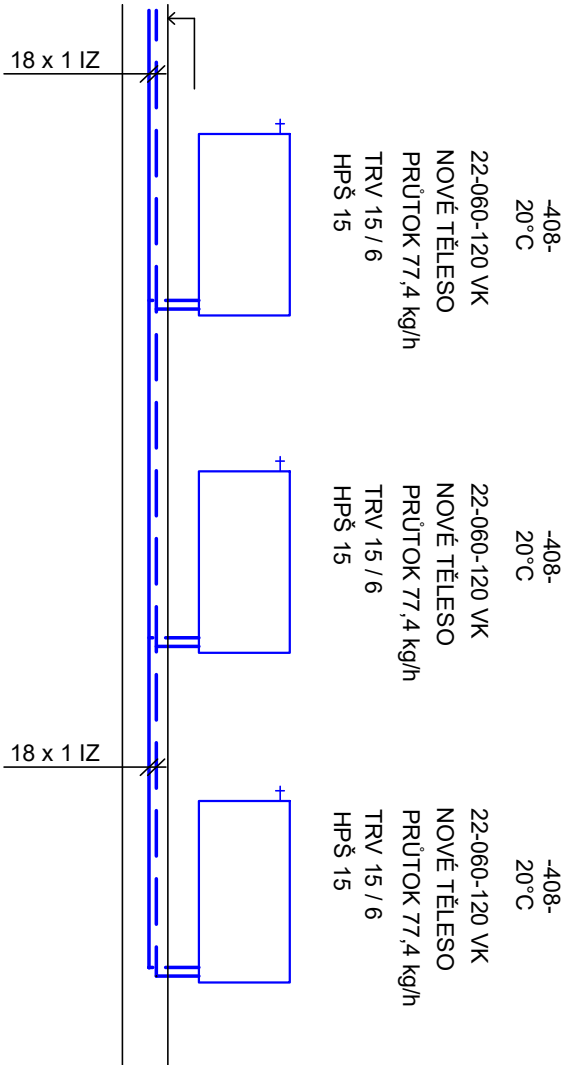 18 x 1 IZ
-408-
20°C
22-060-120 VK
NOVÉ TĚLESO
PRŮTOK 77,4 kg/h
TRV 15 / 6
HPŠ 15
-408-
20°C
22-060-120 VK
NOVÉ TĚLESO
PRŮTOK 77,4 kg/h
TRV 15 / 6
HPŠ 15
18 x 1 IZ
-408-
20°C
22-060-120 VK
NOVÉ TĚLESO
PRŮTOK 77,4 kg/h
TRV 15 / 6
HPŠ 15